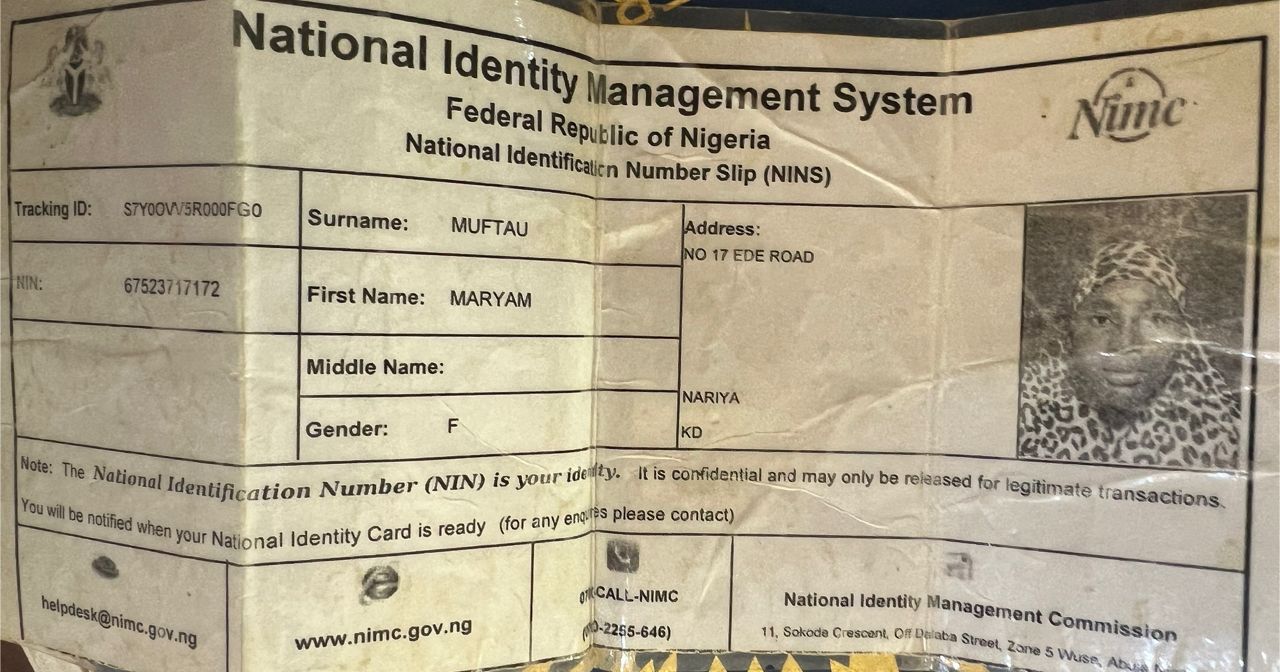 National Identity Management System
Federal Republic of Nigeria
National Identification Number Slip (NINS)
Nimc
Tracking ID: S7Y0OVV5R000FGO
Surname: MUFTAU
Address:
NO 17 EDE ROAD
NIN: 67523717172
First Name: MARYAM
Middle Name:
NARIYA
Gender: F
KD
Note: The National Identification Number (NIN) is your identity. It is confidential and may only be released for legitimate transactions.
You will be notified when your National Identity Card is ready (for any enquires please contact)
helpdesk@nimc.gov.ng
www.nimc.gov.ng
CALL-NIMC
-2255-646)
National Identity Management Commission
11, Sokode Crescent, Off Dalaba Street, Zone 5 Wuse,